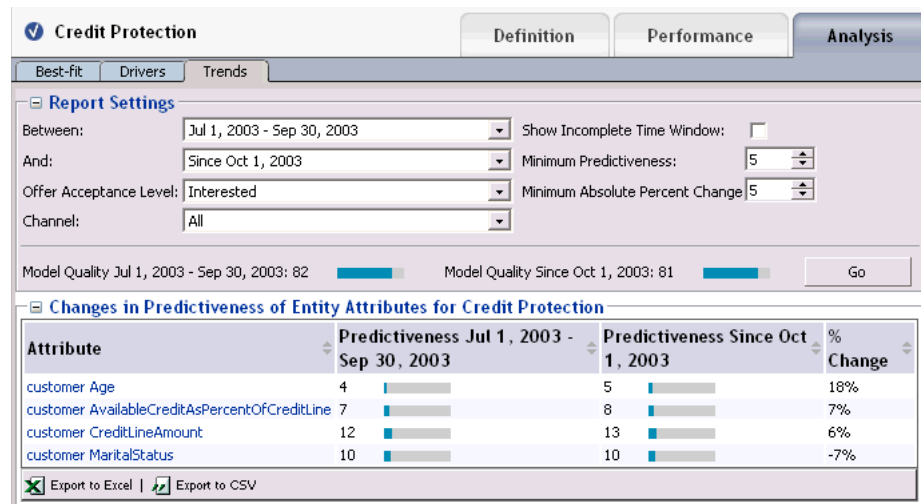 Credit Protection
Definition
Performance
Analysis
Best-fit
Drivers
Trends
Report Settings
Between: Jul 1, 2003 - Sep 30, 2003 Show Incomplete Time Window:
And: Since Oct 1, 2003 Minimum Predictiveness: 5
Offer Acceptance Level: Interested Minimum Absolute Percent Change 5
Channel: All
Model Quality Jul 1, 2003 - Sep 30, 2003: 82 Model Quality Since Oct 1, 2003: 81 Go
Changes in Predictiveness of Entity Attributes for Credit Protection
Attribute
Predictiveness Jul 1, 2003 -
Sep 30, 2003
Predictiveness Since Oct
1, 2003
%
Change
customer Age 4 5 18%
customer AvailableCreditAsPercentOfCreditLine 7 8 7%
customer CreditLineAmount 12 13 6%
customer MaritalStatus 10 10 -7%
Export to Excel | Export to CSV